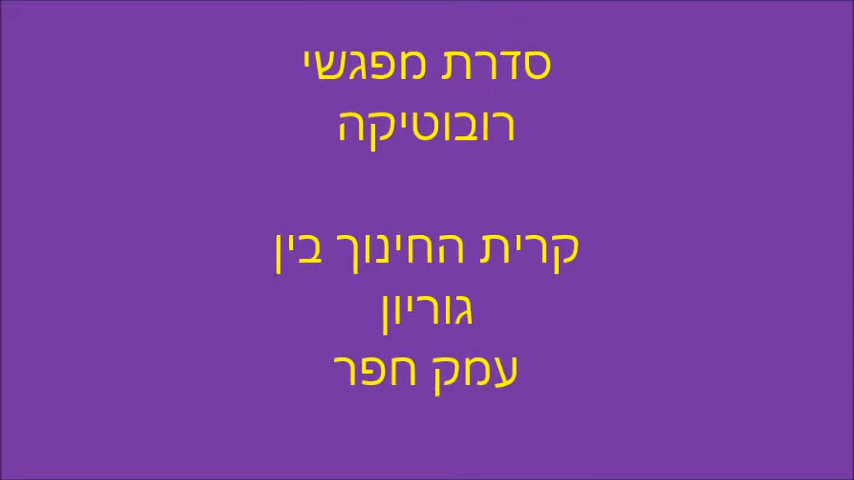 סדרת מפגשי
רובוטיקה
קרית החינוך בין
גוריון
עמק חפר